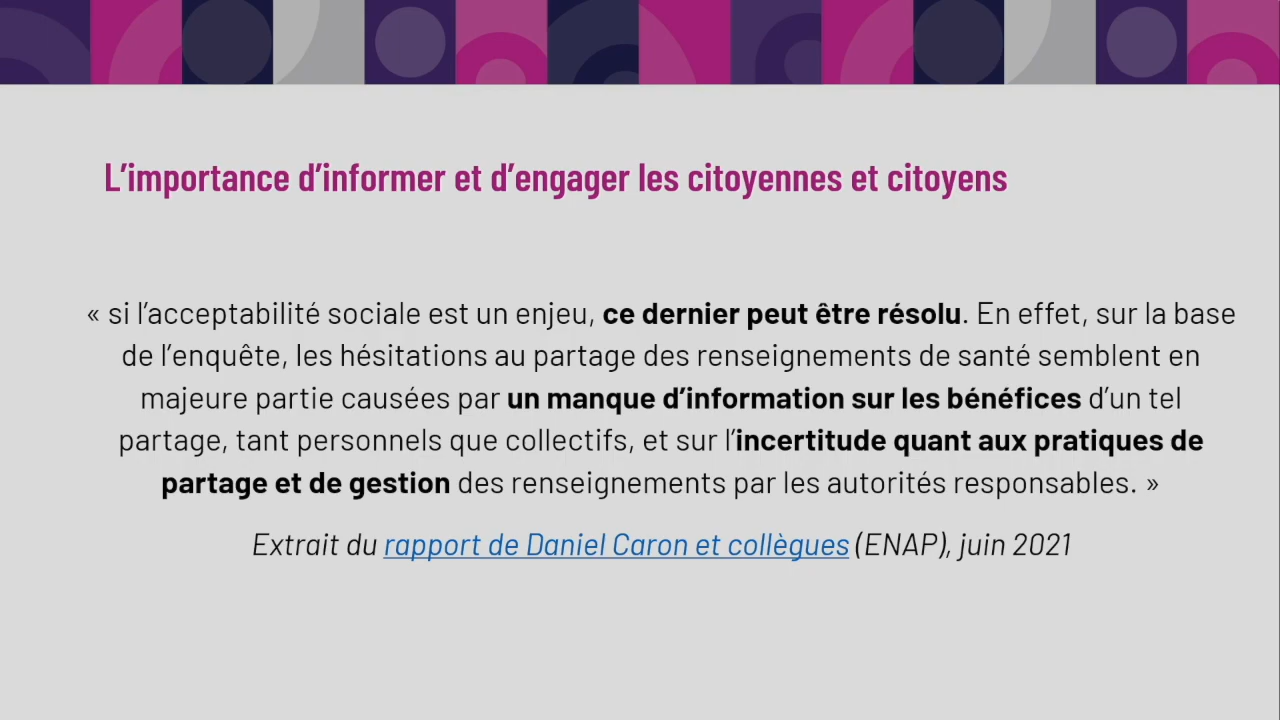 L’importance d’informer et d’engager les citoyennes et citoyens
« si l’acceptabilité sociale est un enjeu, ce dernier peut être résolu. En effet, sur la base
de l’enquête, les hésitations au partage des renseignements de santé semblent en
majeure partie causées par un manque d’information sur les bénéfices d’un tel
partage, tant personnels que collectifs, et sur l’incertitude quant aux pratiques de
partage et de gestion des renseignements par les autorités responsables. »
Extrait du rapport de Daniel Caron et collègues (ENAP), juin 2021